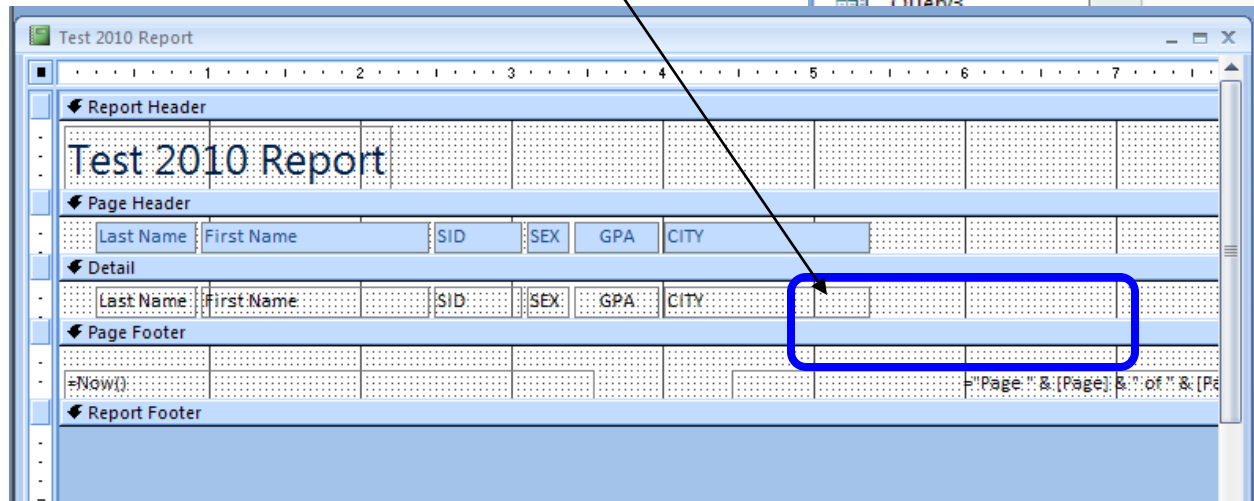 Test 2010 Report
1 2 3 4 5 6 7
Report Header
Test 2010 Report
Page Header
Last Name First Name SID SEX GPA CITY
Detail
Last Name First Name SID SEX GPA CITY
Page Footer
=Now() ="Page " & [Page] & " of " & [Pa
Report Footer